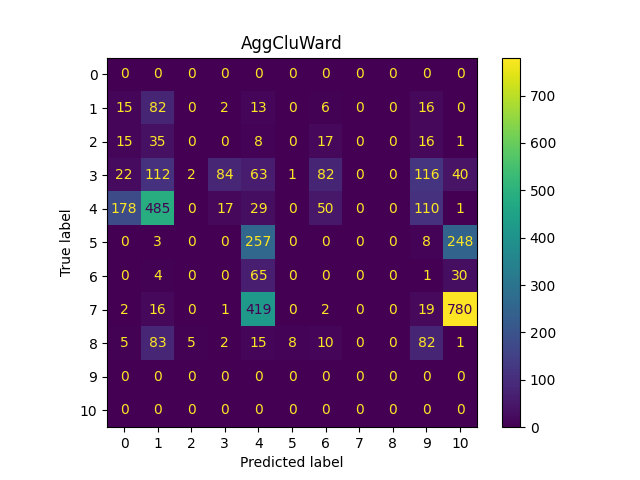 AggCluWard
0 0 0 0 0 0 0 0 0 0 0 0
1 15 82 0 2 13 0 6 0 0 16 0
2 15 35 0 0 8 0 17 0 0 16 1
3 22 112 2 84 63 1 82 0 0 116 40
4 178 485 0 17 29 0 50 0 0 110 1
5 0 3 0 0 257 0 0 0 0 8 248
6 0 4 0 0 65 0 0 0 0 1 30
7 2 16 0 1 419 0 2 0 0 19 780
8 5 83 5 2 15 8 10 0 0 82 1
9 0 0 0 0 0 0 0 0 0 0 0
10 0 0 0 0 0 0 0 0 0 0 0
0 1 2 3 4 5 6 7 8 9 10
Predicted label
True label
700
600
500
400
300
200
100
0